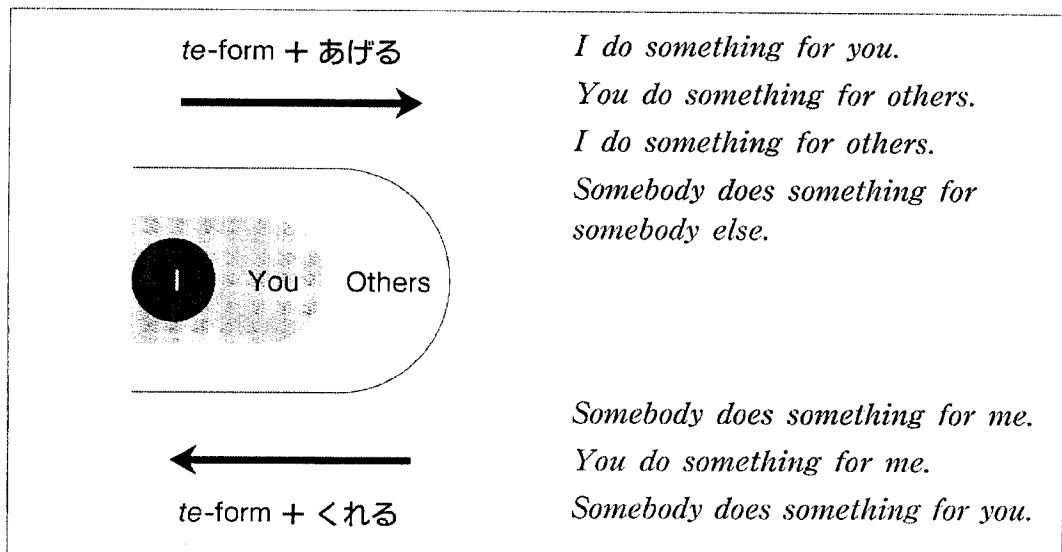 te-form + あげる
I do something for you.
You do something for others.
I do something for others.
Somebody does something for
somebody else.
I You Others
Somebody does something for me.
You do something for me.
te-form + くれる
Somebody does something for you.